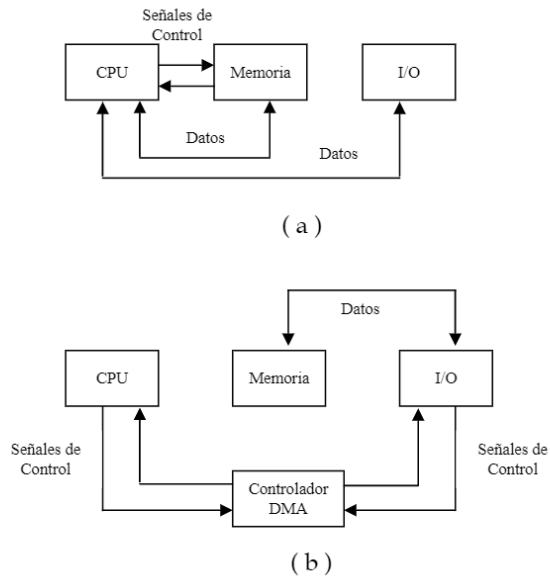 Señales de
Control
CPU
Memoria
I/O
Datos
Datos
( a )
Datos
CPU
Memoria
I/O
Señales de
Control
Señales de
Control
Controlador
DMA
( b )